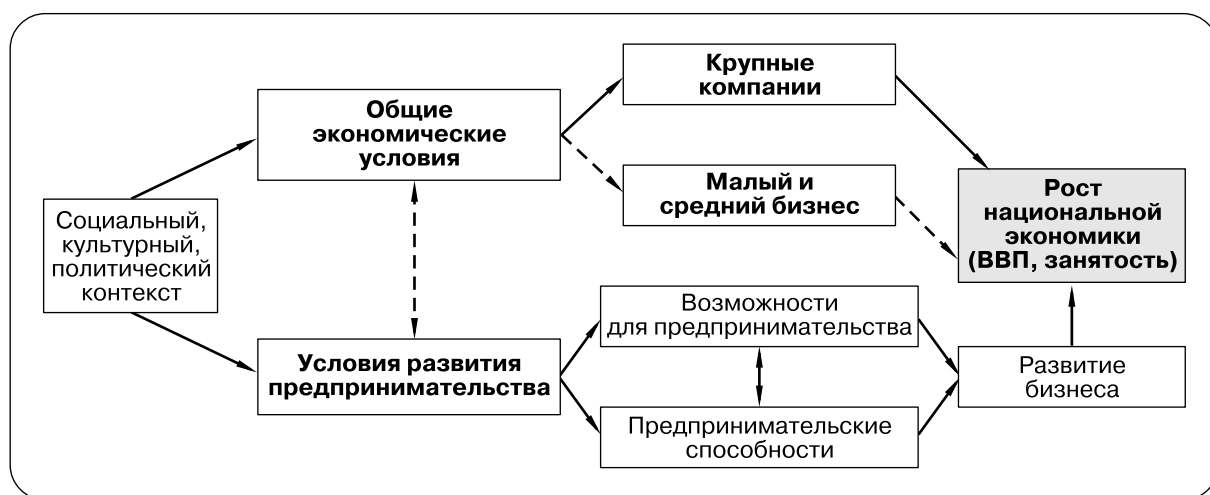 Социальный,
культурный,
политический
контекст
Общие
экономические
условия
Условия развития
предпринимательства
Крупные
компании
Малый и
средний бизнес
Возможности
для предпринимательства
Предпринимательские
способности
Рост
национальной
экономики
(ВВП, занятость)
Развитие
бизнеса